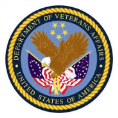 DEPARTMENT OF VETERANS AFFAIRS
UNITED STATES OF AMERICA